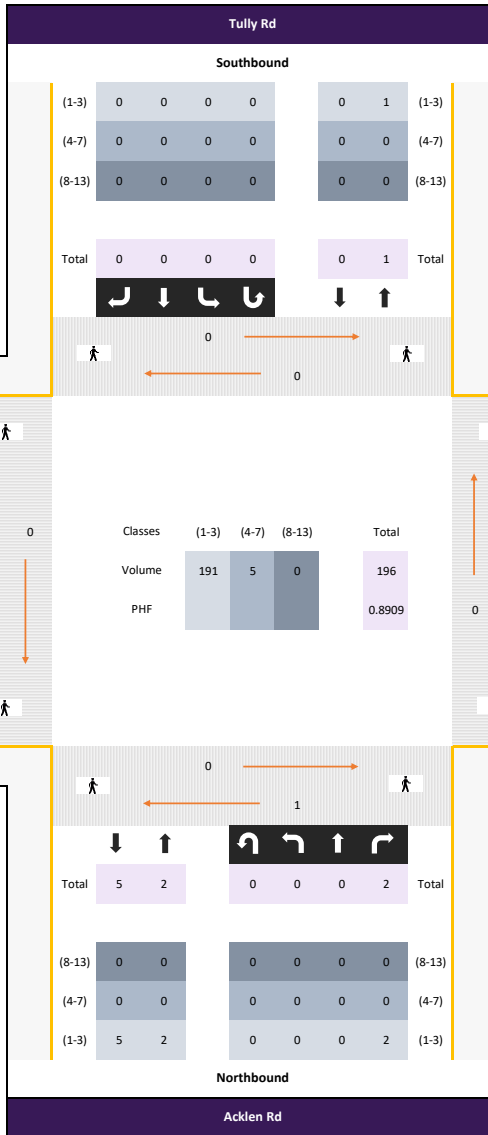 Tully Rd
Southbound
(1-3) 0 0 0 0 0 1 (1-3)
(4-7) 0 0 0 0 0 0 (4-7)
(8-13) 0 0 0 0 0 0 (8-13)
Total 0 0 0 0 0 1 Total
0
0
0
Classes (1-3) (4-7) (8-13) Total
Volume 191 5 0 196
PHF 0.8909
0
0
1
Total 5 2 0 0 0 2 Total
(8-13) 0 0 0 0 0 0 (8-13)
(4-7) 0 0 0 0 0 0 (4-7)
(1-3) 5 2 0 0 0 2 (1-3)
Northbound
Acklen Rd